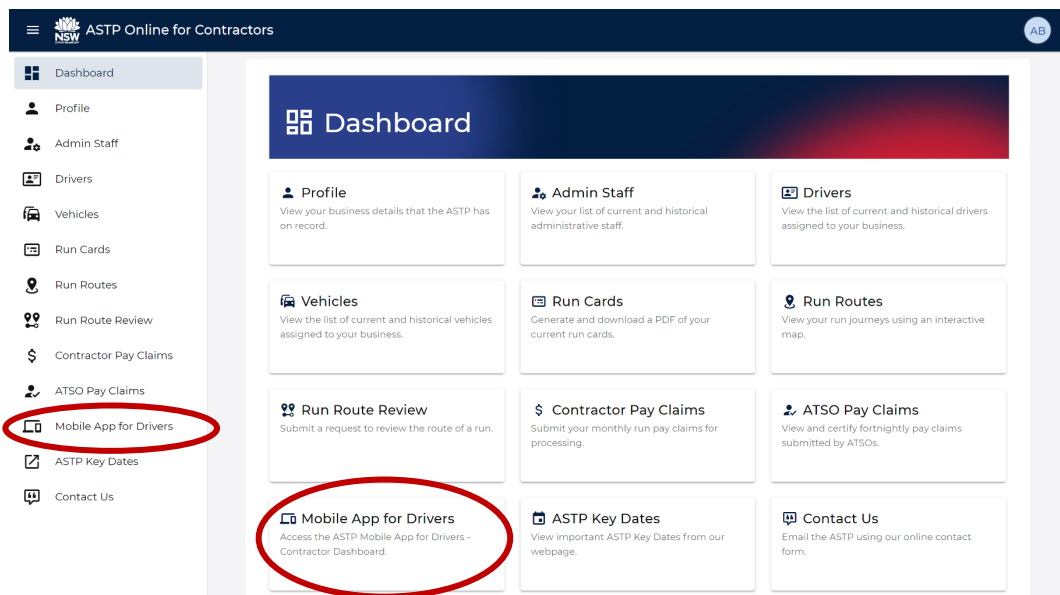 NSW
ASTP Online for Contractors
AB
Dashboard
Profile
Admin Staff
Drivers
Vehicles
Run Cards
Run Routes
Run Route Review
Contractor Pay Claims
ATSO Pay Claims
Mobile App for Drivers
ASTP Key Dates
Contact Us
Dashboard
Profile
View your business details that the ASTP has
on record.
Admin Staff
View your list of current and historical
administrative staff.
Drivers
View the list of current and historical drivers
assigned to your business.
Vehicles
View the list of current and historical vehicles
assigned to your business.
Run Cards
Generate and download a PDF of your
current run cards.
Run Routes
View your run journeys using an interactive
map.
Run Route Review
Submit a request to review the route of a run.
Contractor Pay Claims
Submit your monthly run pay claims for
processing.
ATSO Pay Claims
View and certify fortnightly pay claims
submitted by ATSOs.
Mobile App for Drivers
Access the ASTP Mobile App for Drivers -
Contractor Dashboard.
ASTP Key Dates
View important ASTP Key Dates from our
webpage.
Contact Us
Email the ASTP using our online contact
form.